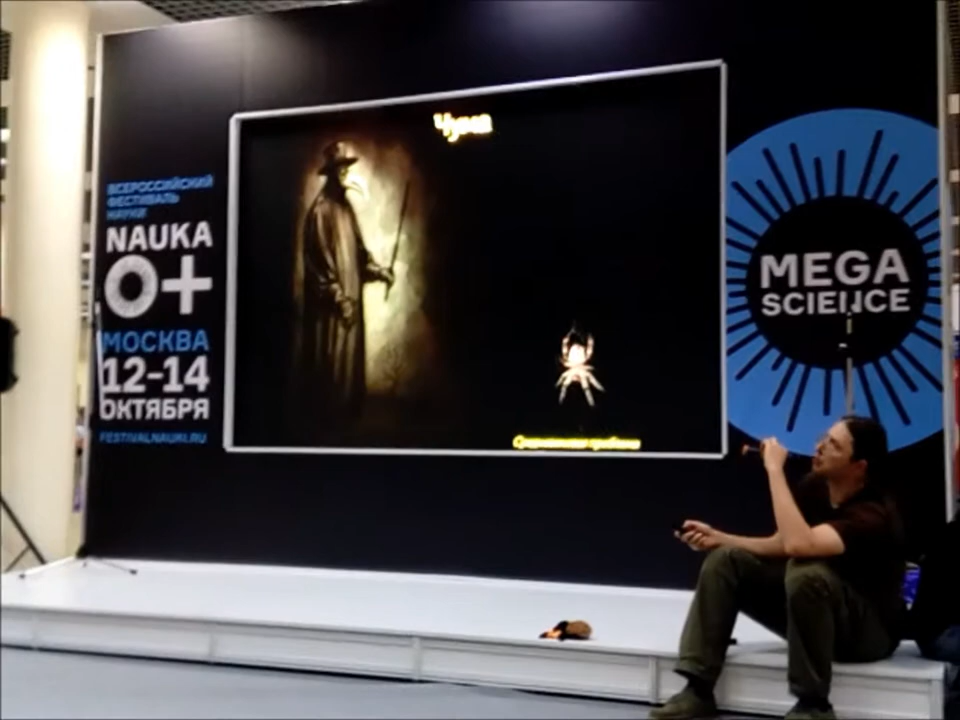 ВСЕРОССИЙСКИЙ
ФЕСТИВАЛЬ
НАУКИ
NAUKA
0+
МОСКВА
12–14
ОКТЯБРЯ
FESTIVALNAUKI.RU
Чума
MEGA
SCIENCE